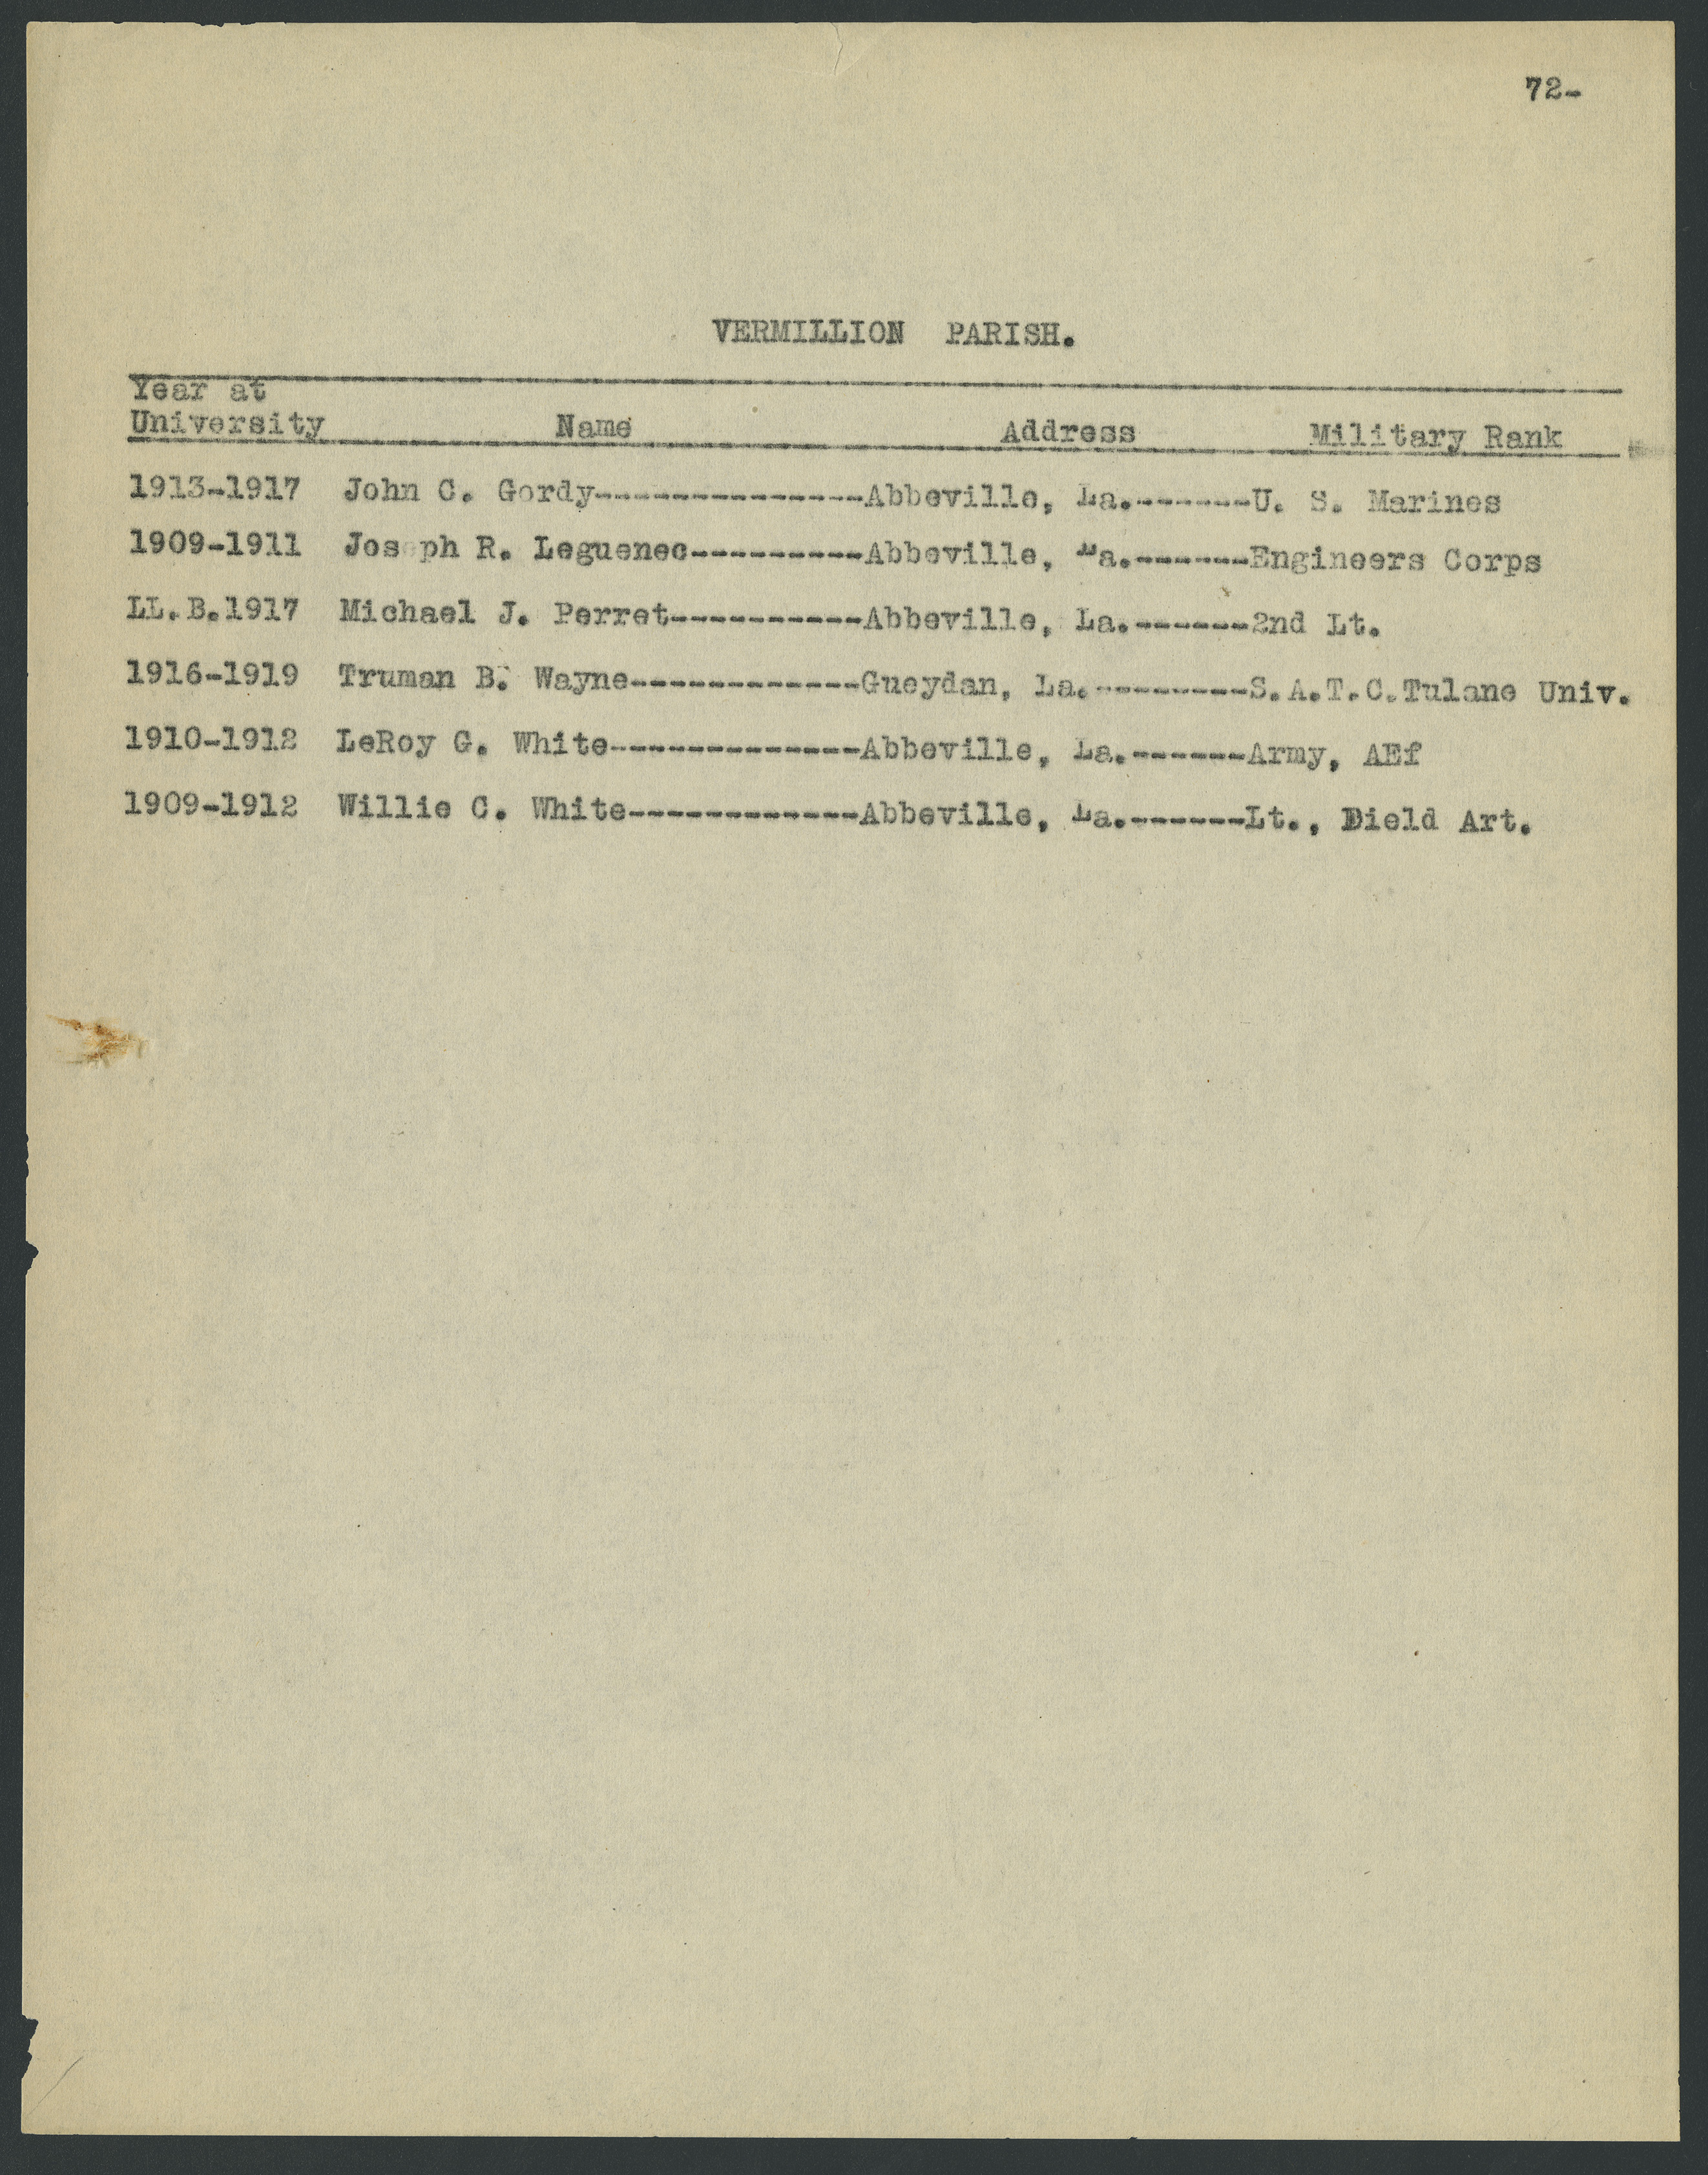 72-
VERMILLION PARISH.
Year at
University Name Address Military Rank
1913-1917 John C. Gordy--------------Abbeville, La.------U. S. Marines
1909-1911 Joseph R. Leguenec---------Abbeville, La.------Engineers Corps
LL.B.1917 Michael J. Perret----------Abbeville, La.------2nd Lt.
1916-1919 Truman B. Wayne------------Gueydan, La.--------S.A.T.C.Tulane Univ.
1910-1912 LeRoy G. White-------------Abbeville, La.------Army, AEf
1909-1912 Willie C. White------------Abbeville, La.------Lt., Dield Art.